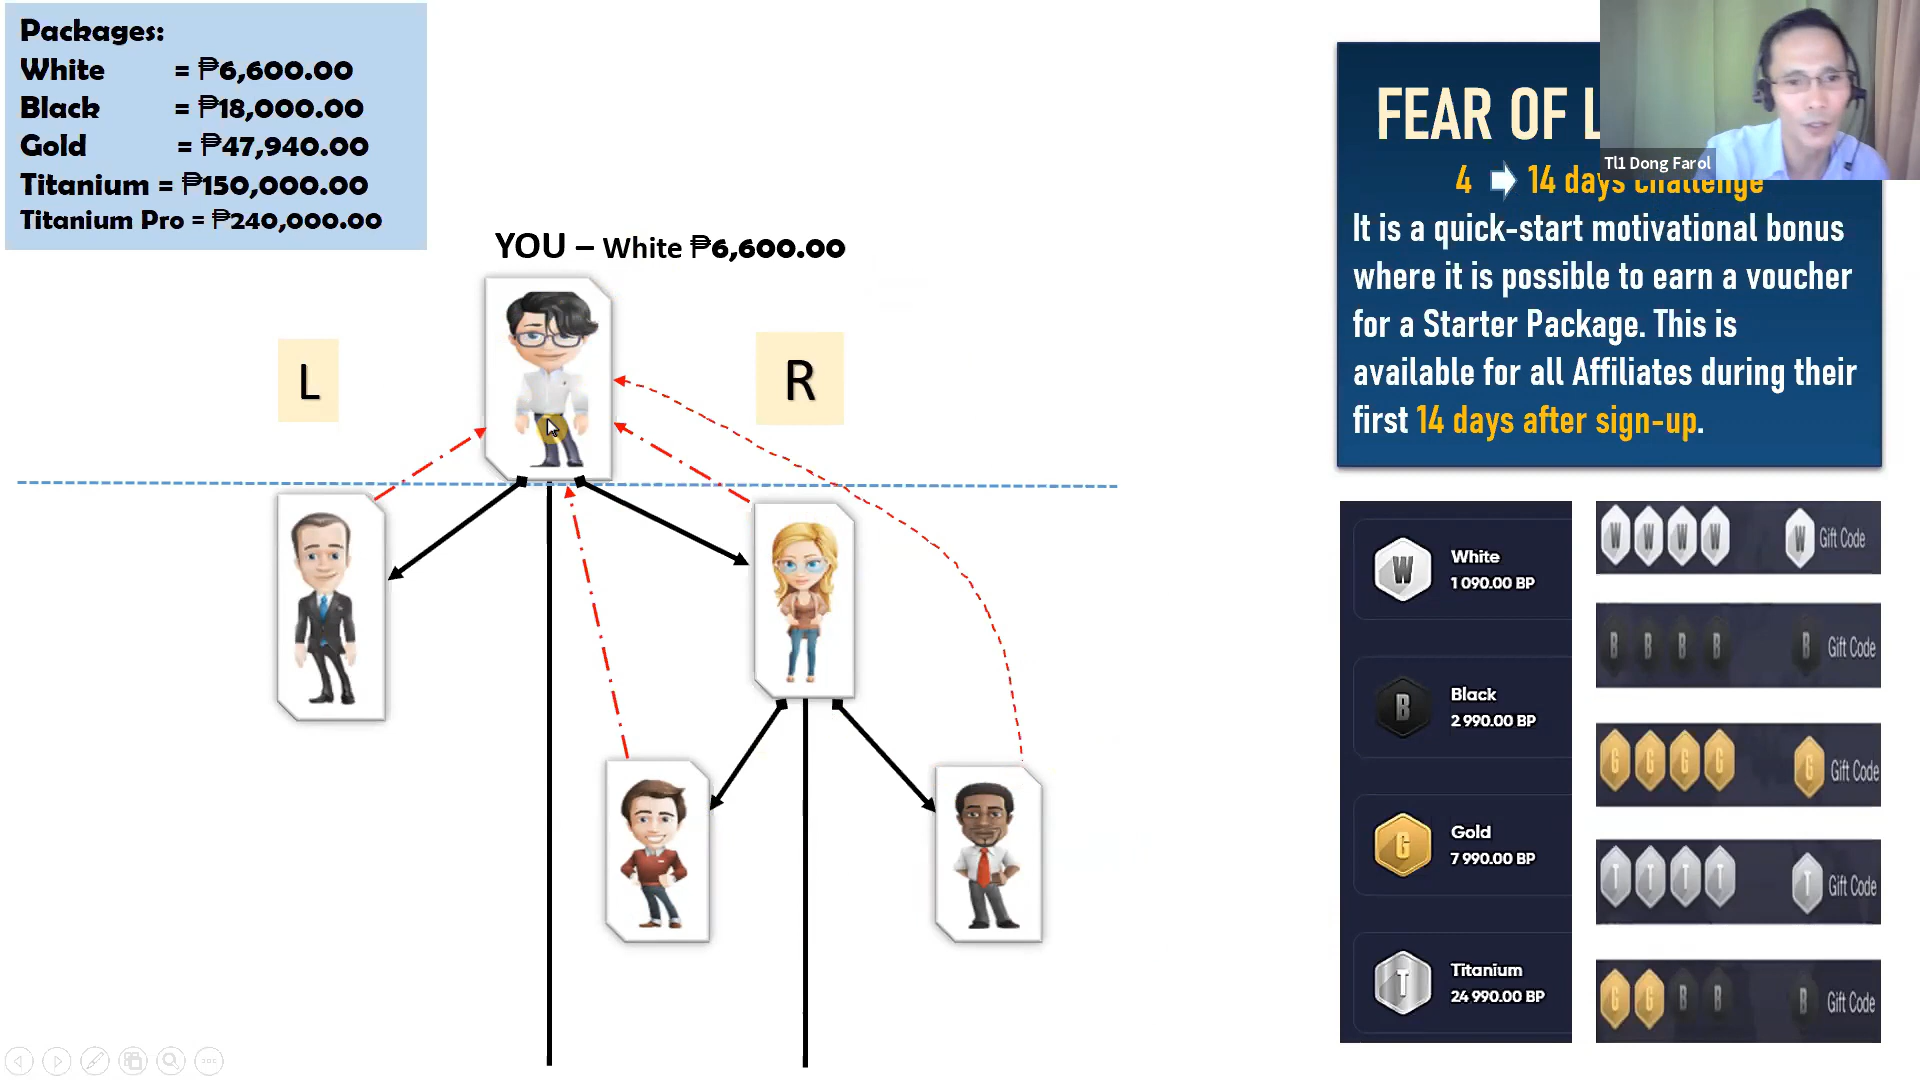 Packages:
White = ₱6,600.00
Black = ₱18,000.00
Gold = ₱47,940.00
Titanium = ₱150,000.00
Titanium Pro = ₱240,000.00
YOU – White ₱6,600.00
L
R
FEAR OF L
4 14 days challenge
It is a quick-start motivational bonus
where it is possible to earn a voucher
for a Starter Package. This is
available for all Affiliates during their
first 14 days after sign-up.
Tl1 Dong Farol
W
White
1 090.00 BP
B
Black
2 990.00 BP
G
Gold
7 990.00 BP
T
Titanium
24 990.00 BP
W W W W W Gift Code
B B B B B Gift Code
G G G G G Gift Code
T T T T T Gift Code
G G B B B Gift Code